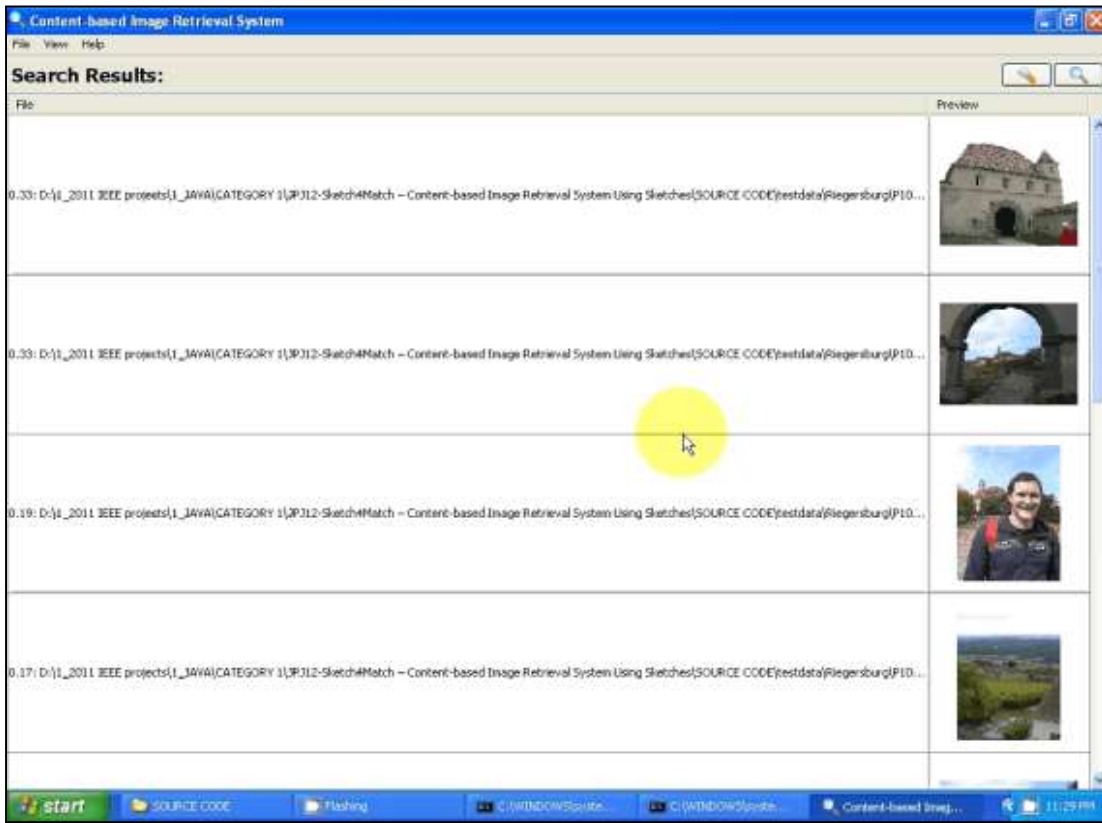 Content-based Image Retrieval System
File View Help
Search Results:
File Preview
0.33: D:\1_2011 IEEE projects\1_JAVA\CATEGORY 1\JPJ12-Sketch4Match – Content-based Image Retrieval System Using Sketches\SOURCE CODE\testdata\Riegersburg\P10...
0.33: D:\1_2011 IEEE projects\1_JAVA\CATEGORY 1\JPJ12-Sketch4Match – Content-based Image Retrieval System Using Sketches\SOURCE CODE\testdata\Riegersburg\P10...
0.19: D:\1_2011 IEEE projects\1_JAVA\CATEGORY 1\JPJ12-Sketch4Match – Content-based Image Retrieval System Using Sketches\SOURCE CODE\testdata\Riegersburg\P10...
0.17: D:\1_2011 IEEE projects\1_JAVA\CATEGORY 1\JPJ12-Sketch4Match – Content-based Image Retrieval System Using Sketches\SOURCE CODE\testdata\Riegersburg\P10...
start SOURCE CODE Flashing C:\WINDOWS\syste... C:\WINDOWS\syste... Content-based Imag... 11:29 PM